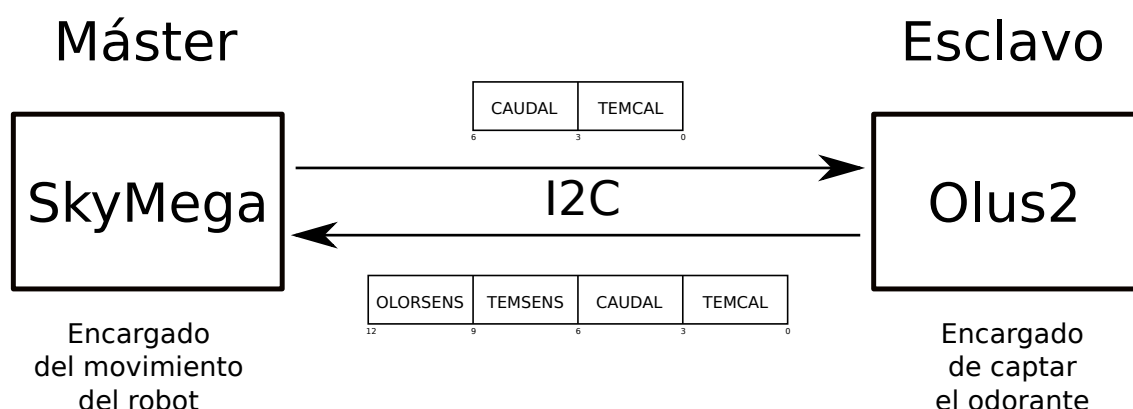 Máster
Esclavo
CAUDAL TEMCAL
6 3 0
SkyMega
I2C
Olus2
OLORSENS TEMSENS CAUDAL TEMCAL
12 9 6 3 0
Encargado
del movimiento
del robot
Encargado
de captar
el odorante